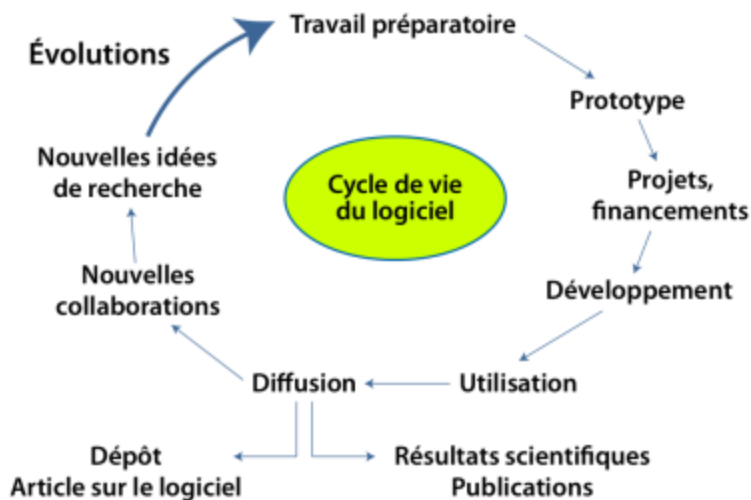 Travail préparatoire
Évolutions
Prototype
Nouvelles idées
de recherche
Cycle de vie
du logiciel
Projets,
financements
Nouvelles
collaborations
Développement
Diffusion
Utilisation
Dépôt
Article sur le logiciel
Résultats scientifiques
Publications